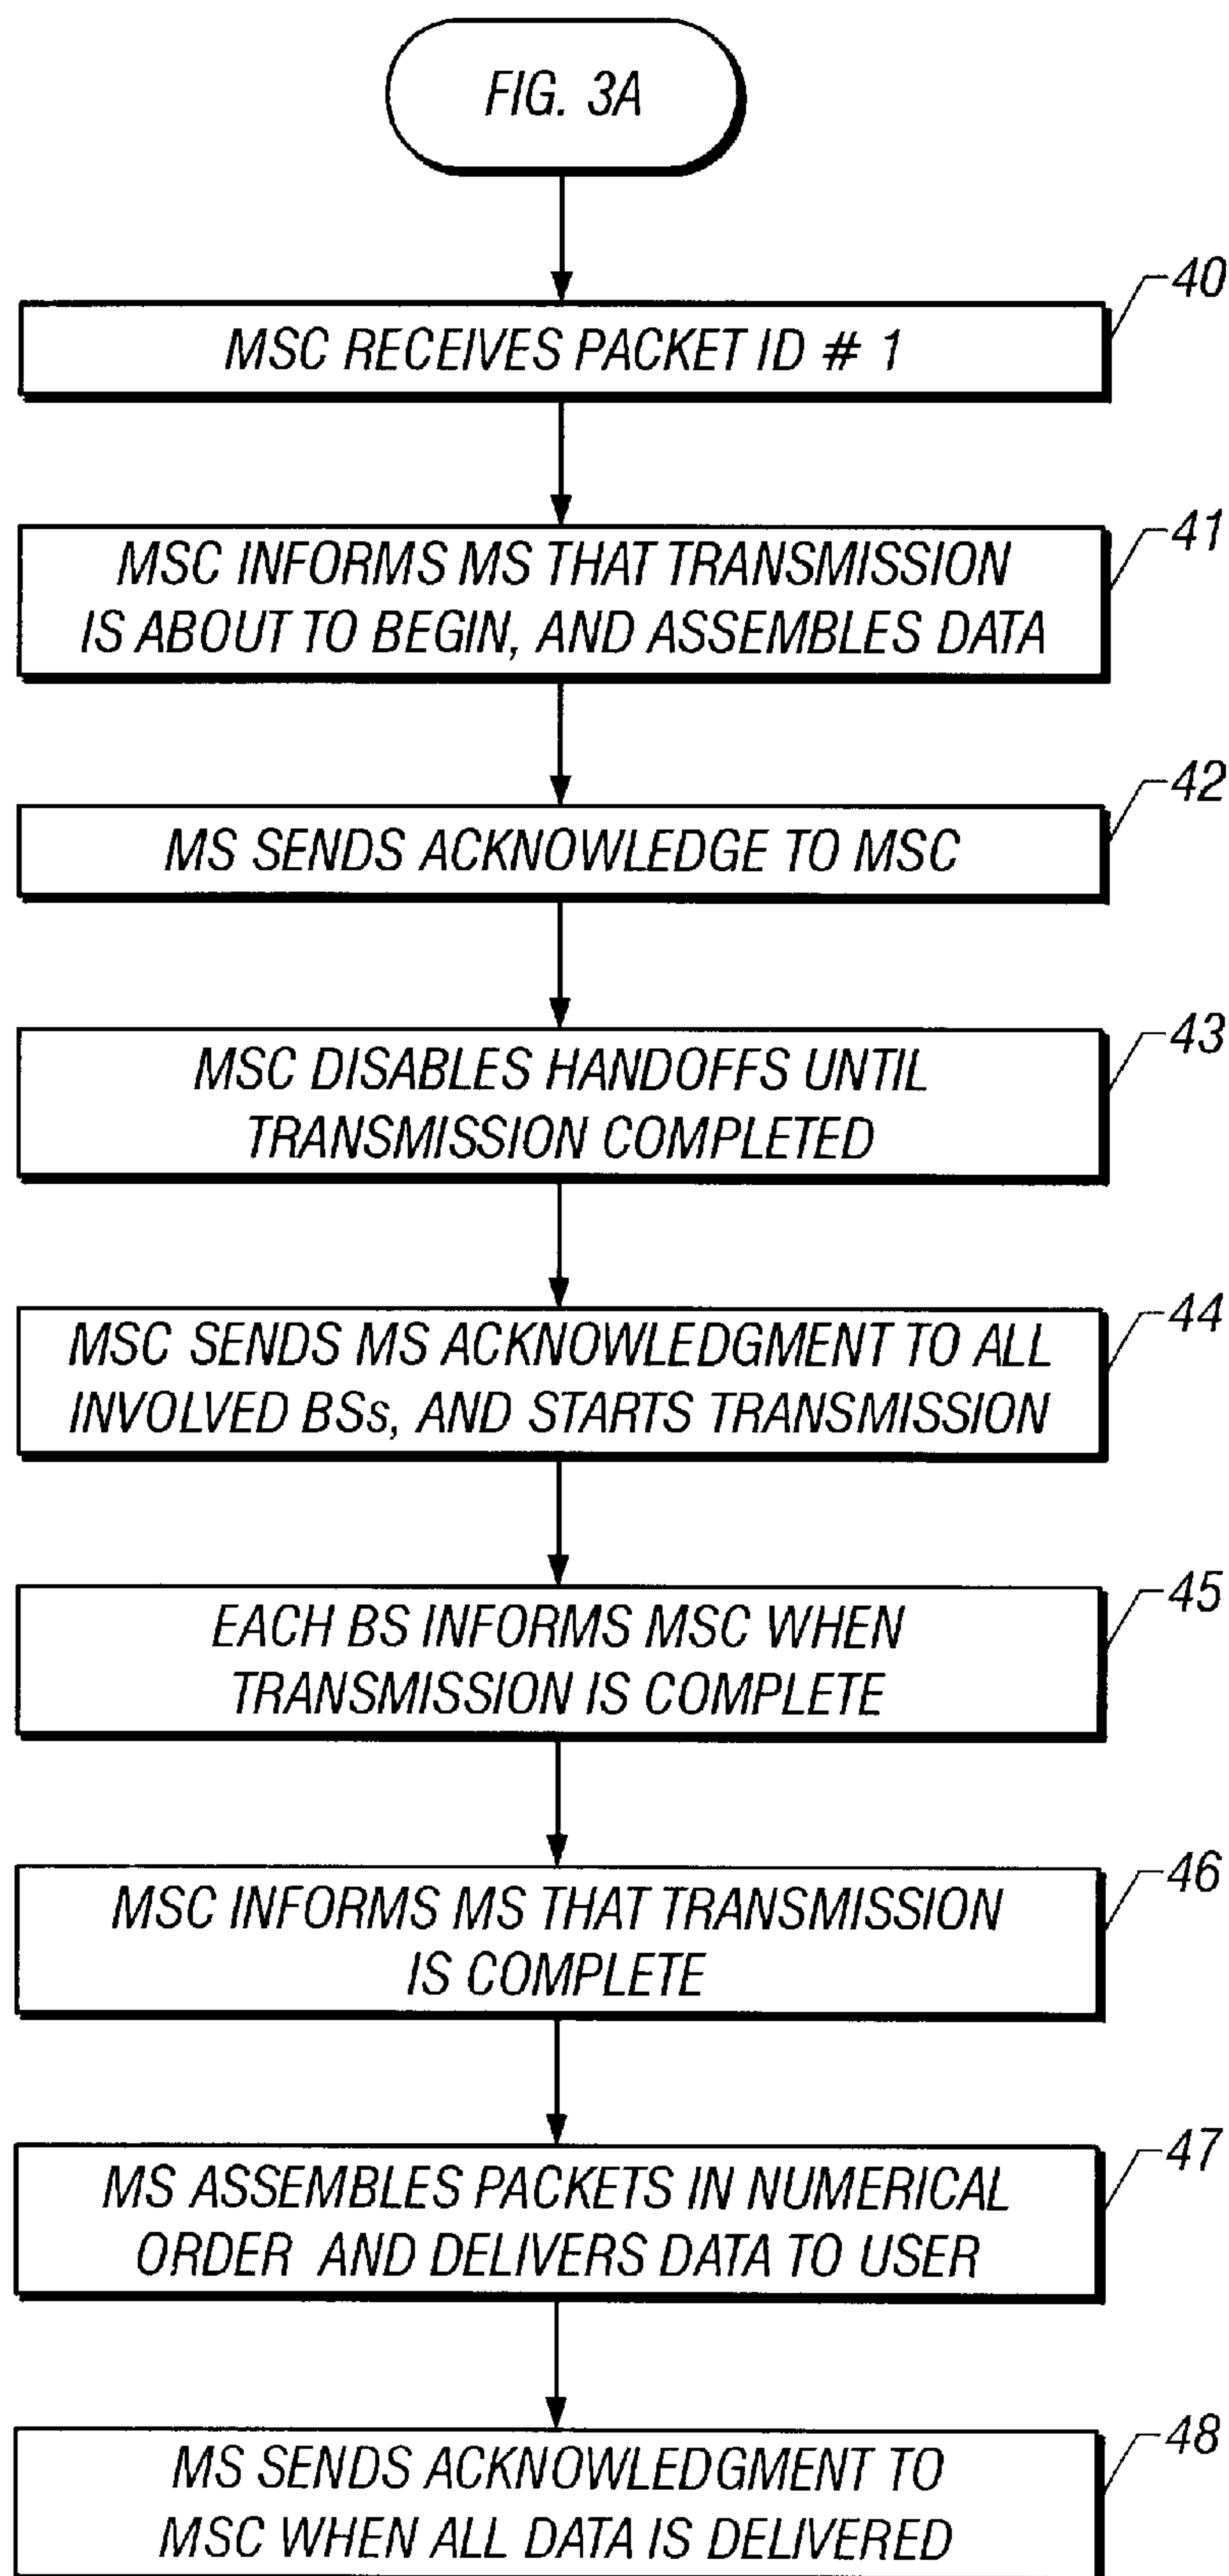 FIG. 3A
40
MSC RECEIVES PACKET ID # 1
41
MSC INFORMS MS THAT TRANSMISSION
IS ABOUT TO BEGIN, AND ASSEMBLES DATA
42
MS SENDS ACKNOWLEDGE TO MSC
43
MSC DISABLES HANDOFFS UNTIL
TRANSMISSION COMPLETED
44
MSC SENDS MS ACKNOWLEDGMENT TO ALL
INVOLVED BSs, AND STARTS TRANSMISSION
45
EACH BS INFORMS MSC WHEN
TRANSMISSION IS COMPLETE
46
MSC INFORMS MS THAT TRANSMISSION
IS COMPLETE
47
MS ASSEMBLES PACKETS IN NUMERICAL
ORDER AND DELIVERS DATA TO USER
48
MS SENDS ACKNOWLEDGMENT TO
MSC WHEN ALL DATA IS DELIVERED